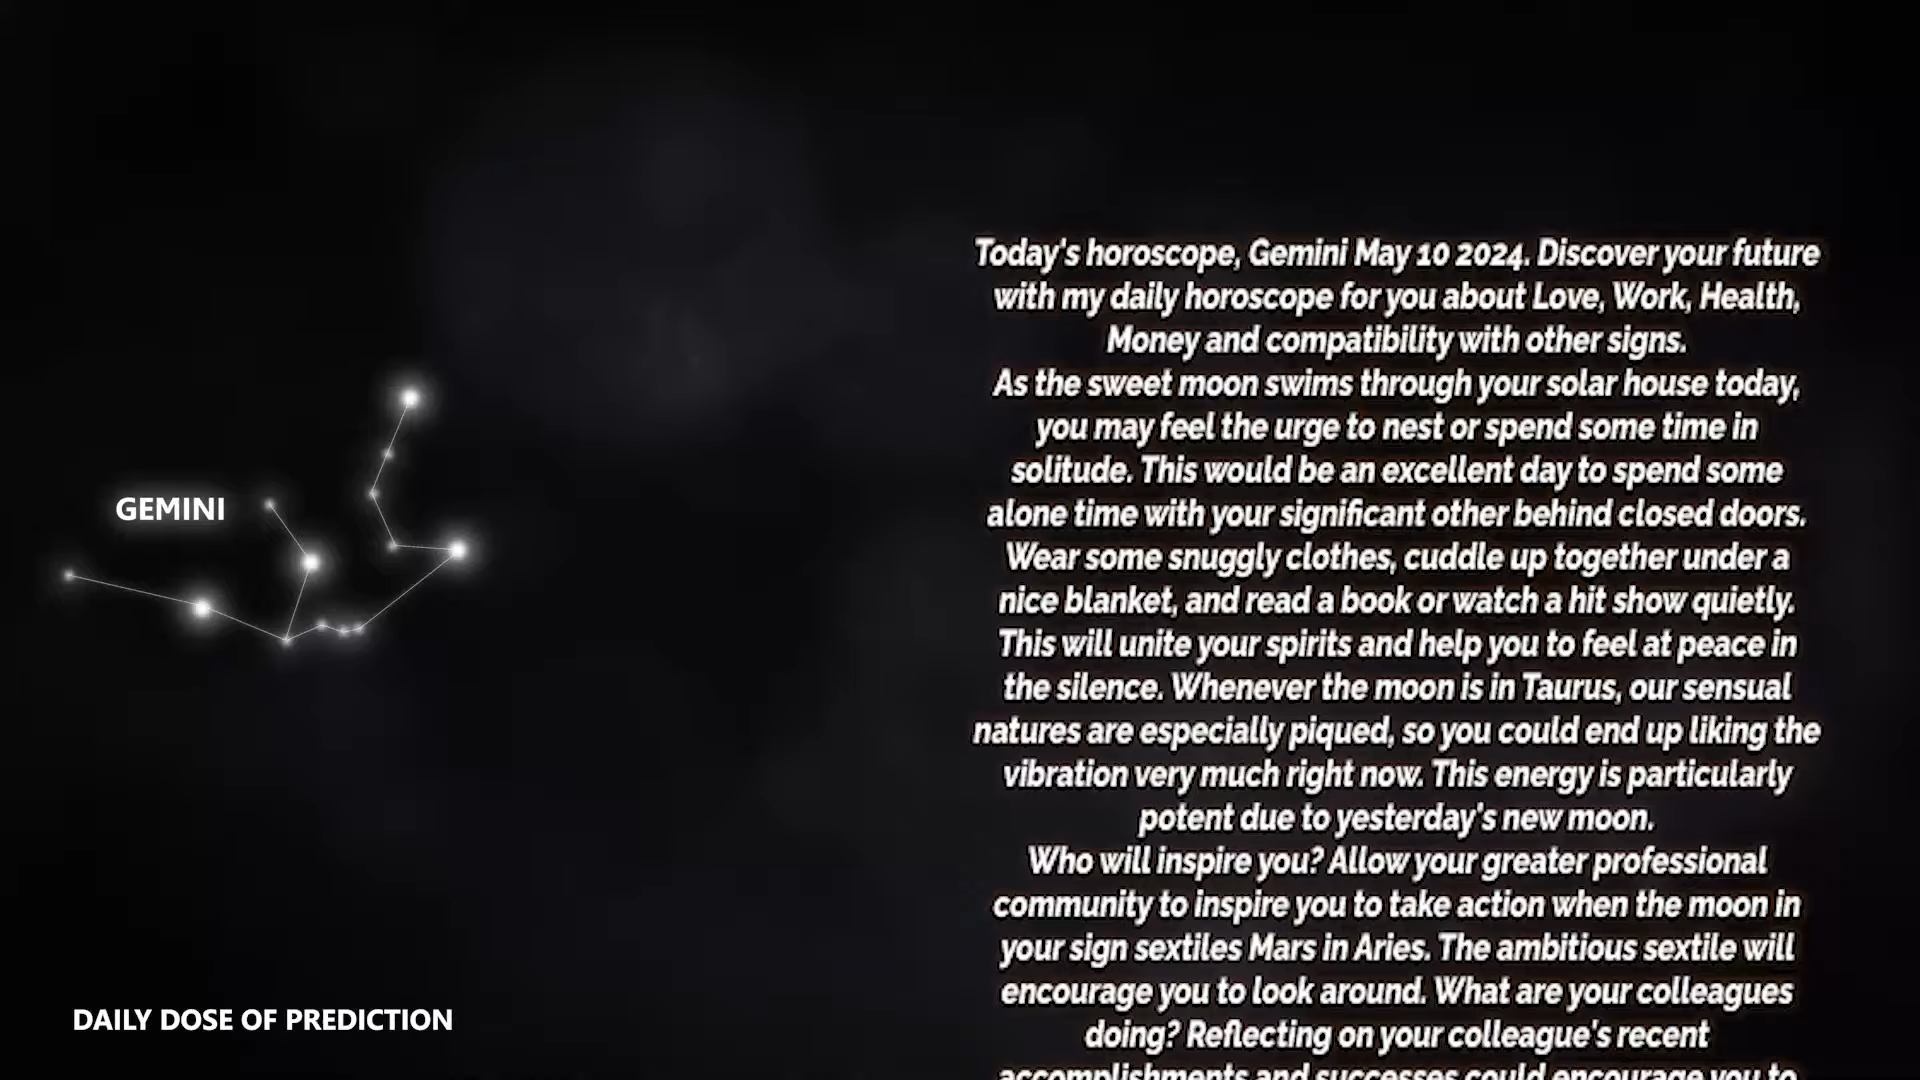 GEMINI
DAILY DOSE OF PREDICTION
Today's horoscope, Gemini May 10 2024. Discover your future
with my daily horoscope for you about Love, Work, Health,
Money and compatibility with other signs.
As the sweet moon swims through your solar house today,
you may feel the urge to nest or spend some time in
solitude. This would be an excellent day to spend some
alone time with your significant other behind closed doors.
Wear some snuggly clothes, cuddle up together under a
nice blanket, and read a book or watch a hit show quietly.
This will unite your spirits and help you to feel at peace in
the silence. Whenever the moon is in Taurus, our sensual
natures are especially piqued, so you could end up liking the
vibration very much right now. This energy is particularly
potent due to yesterday's new moon.
Who will inspire you? Allow your greater professional
community to inspire you to take action when the moon in
your sign sextiles Mars in Aries. The ambitious sextile will
encourage you to look around. What are your colleagues
doing? Reflecting on your colleague's recent
accomplishments and successes could encourage you to